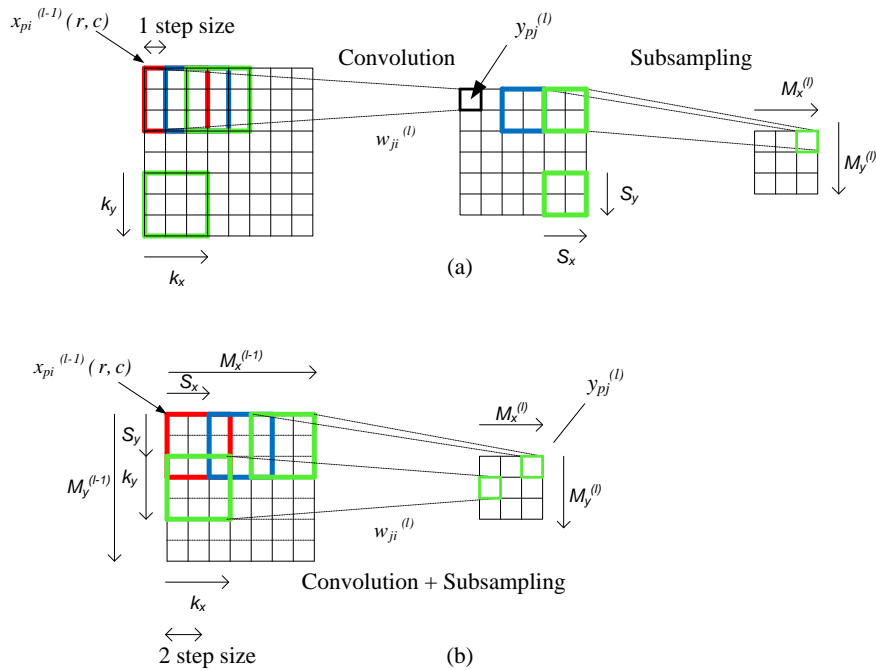 x_pi^(l-1)(r, c)
1 step size
Convolution
y_pj^(l)
Subsampling
M_x^(l)
w_ji^(l)
M_y^(l)
k_y
S_y
k_x
S_x
(a)
x_pi^(l-1)(r, c)
M_x^(l-1)
S_x
y_pj^(l)
M_x^(l)
S_y
k_y
M_y^(l-1)
M_y^(l)
w_ji^(l)
Convolution + Subsampling
k_x
2 step size
(b)